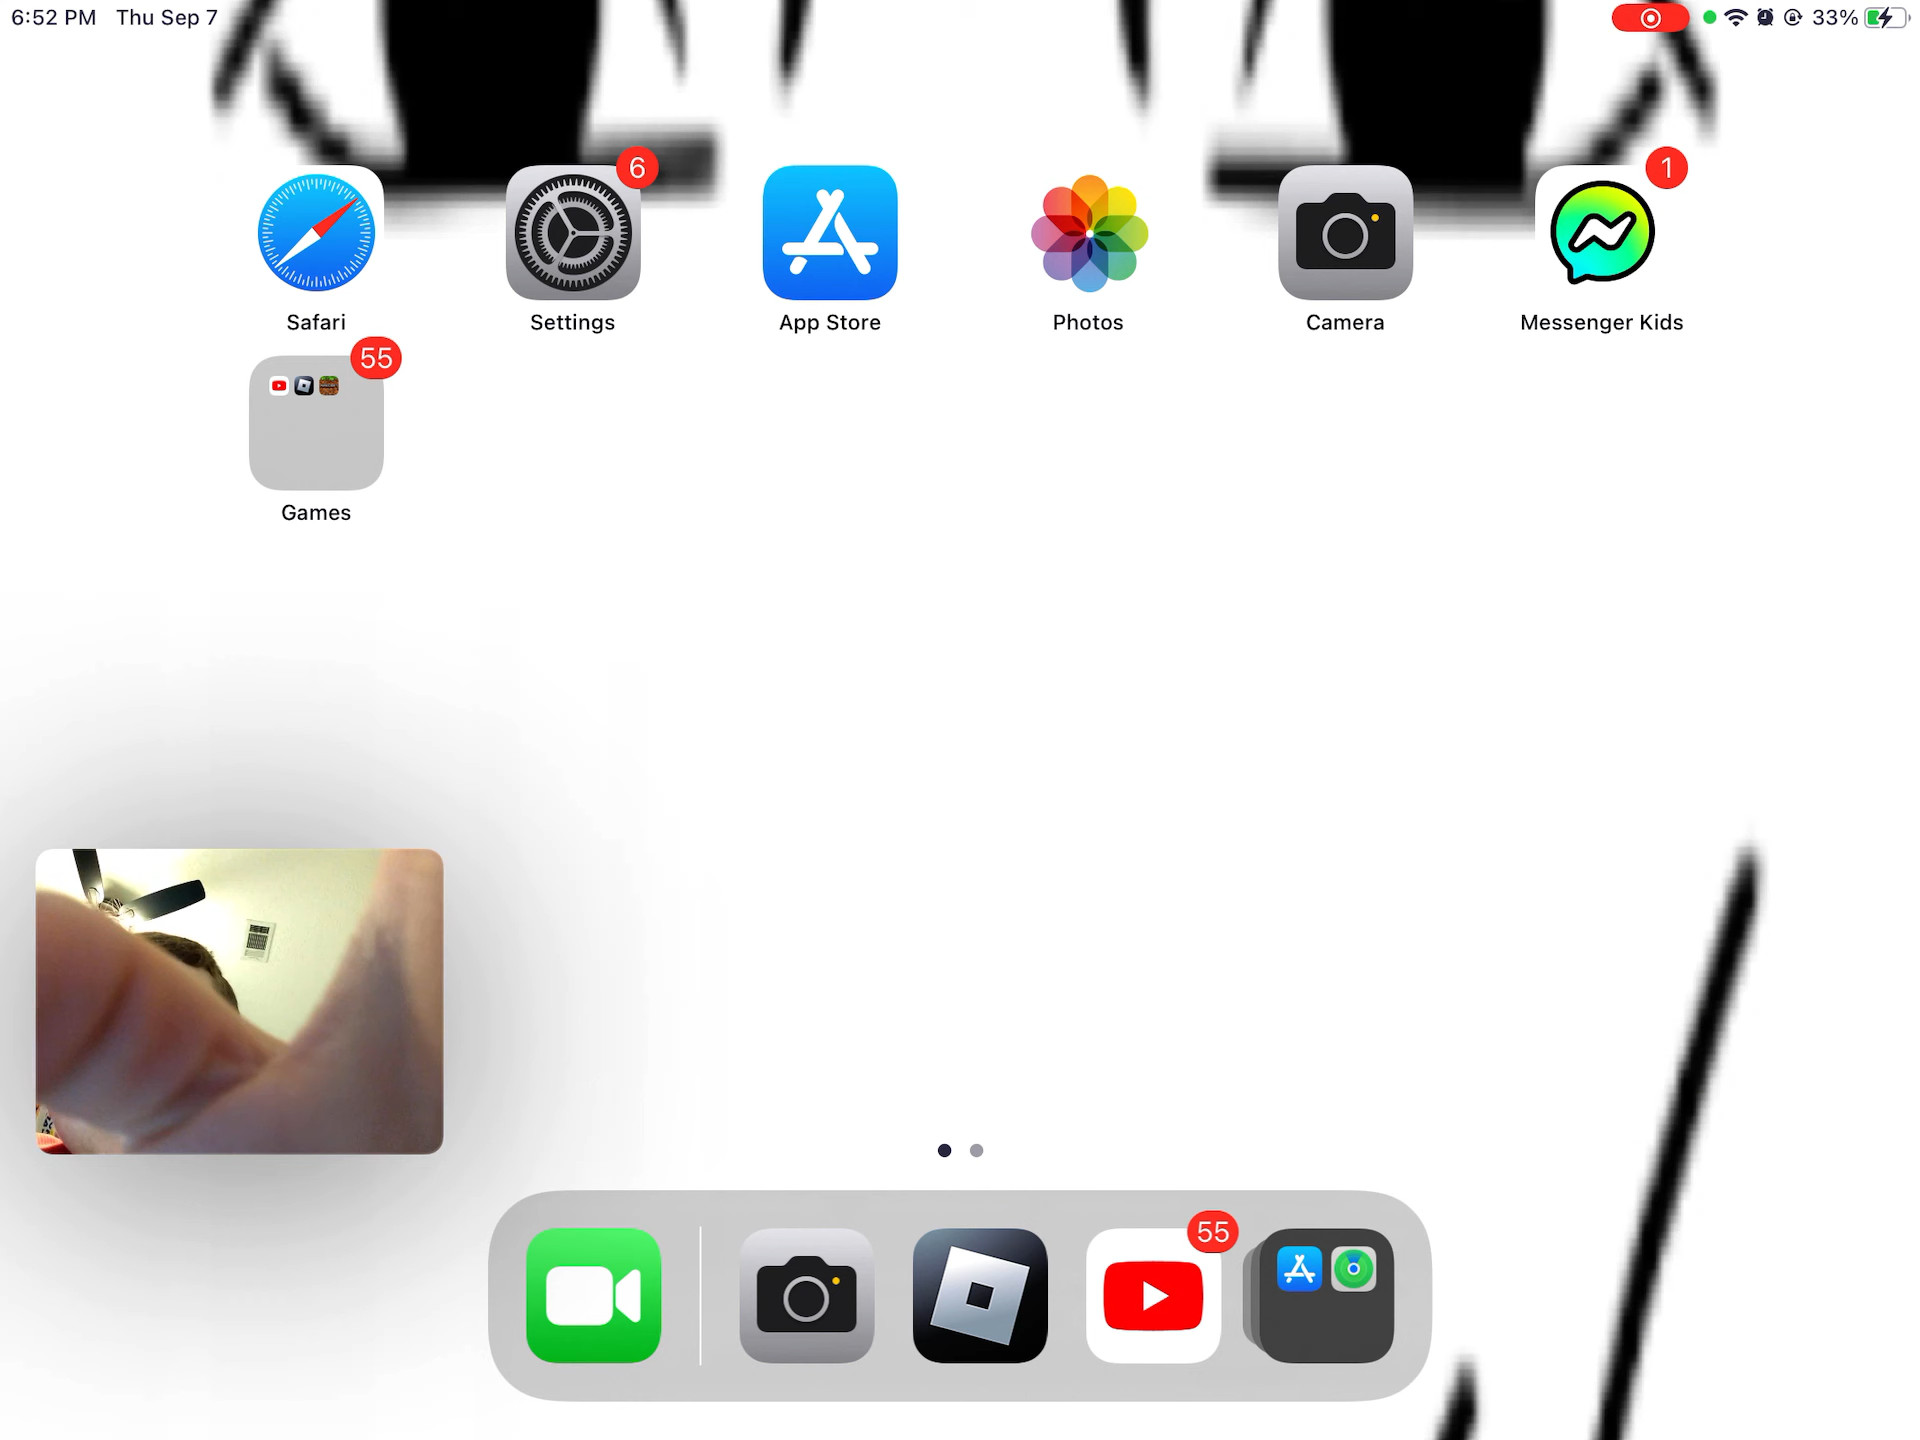 6:52 PM Thu Sep 7
33%
6
1
Safari
Settings
App Store
Photos
Camera
Messenger Kids
55
Games
55